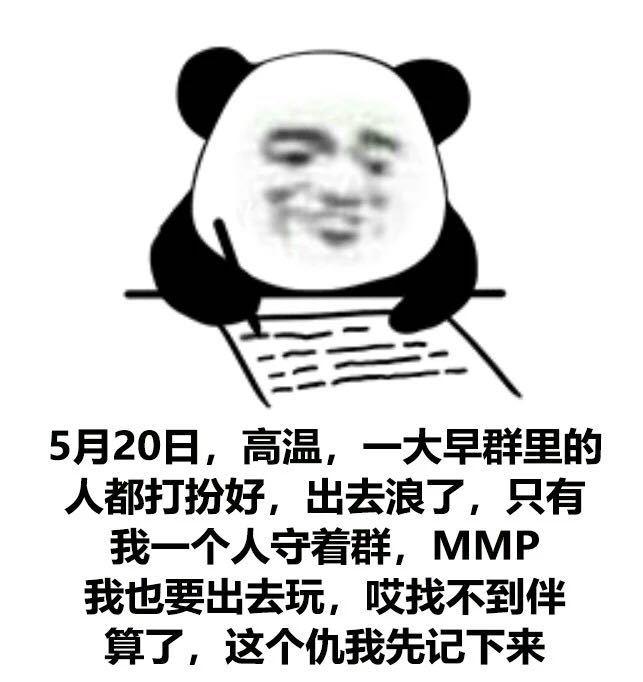 5月20日，高温，一大早群里的
人都打扮好，出去浪了，只有
我一个人守着群，MMP
我也要出去玩，哎找不到伴
算了，这个仇我先记下来